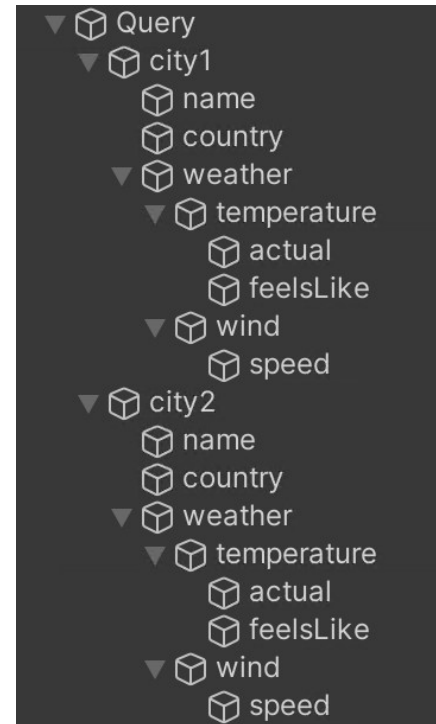 Query
city1
name
country
weather
temperature
actual
feelsLike
wind
speed
city2
name
country
weather
temperature
actual
feelsLike
wind
speed